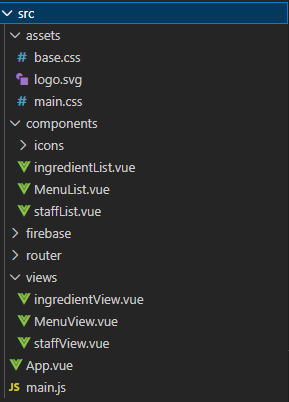 src
assets
base.css
logo.svg
main.css
components
icons
ingredientList.vue
MenuList.vue
staffList.vue
firebase
router
views
ingredientView.vue
MenuView.vue
staffView.vue
App.vue
JS main.js